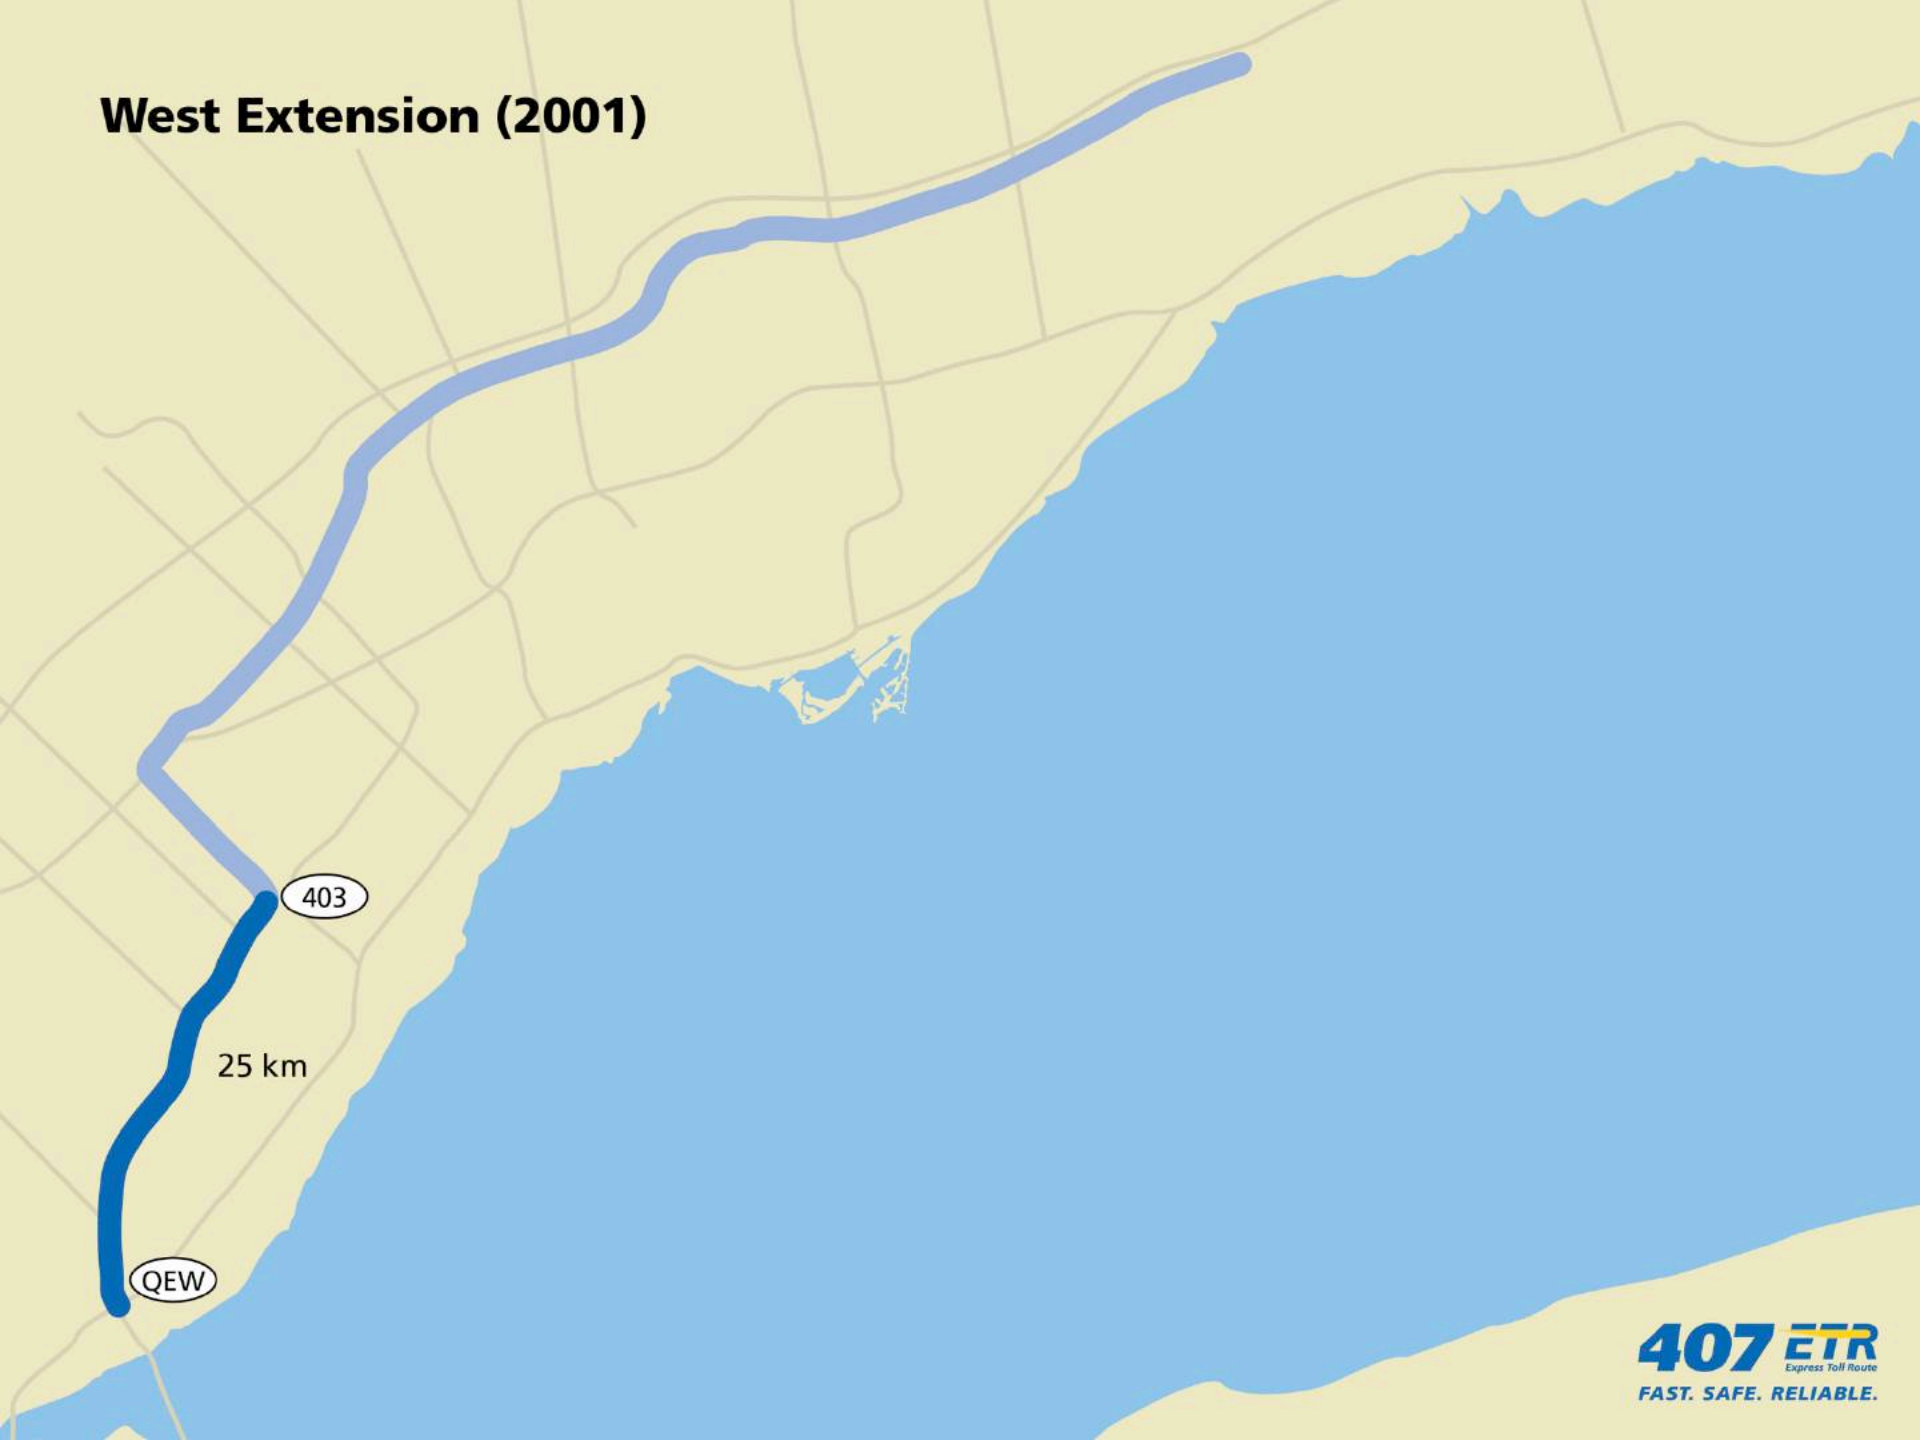 West Extension (2001)
403
25 km
QEW
407 ETR
Express Toll Route
FAST. SAFE. RELIABLE.